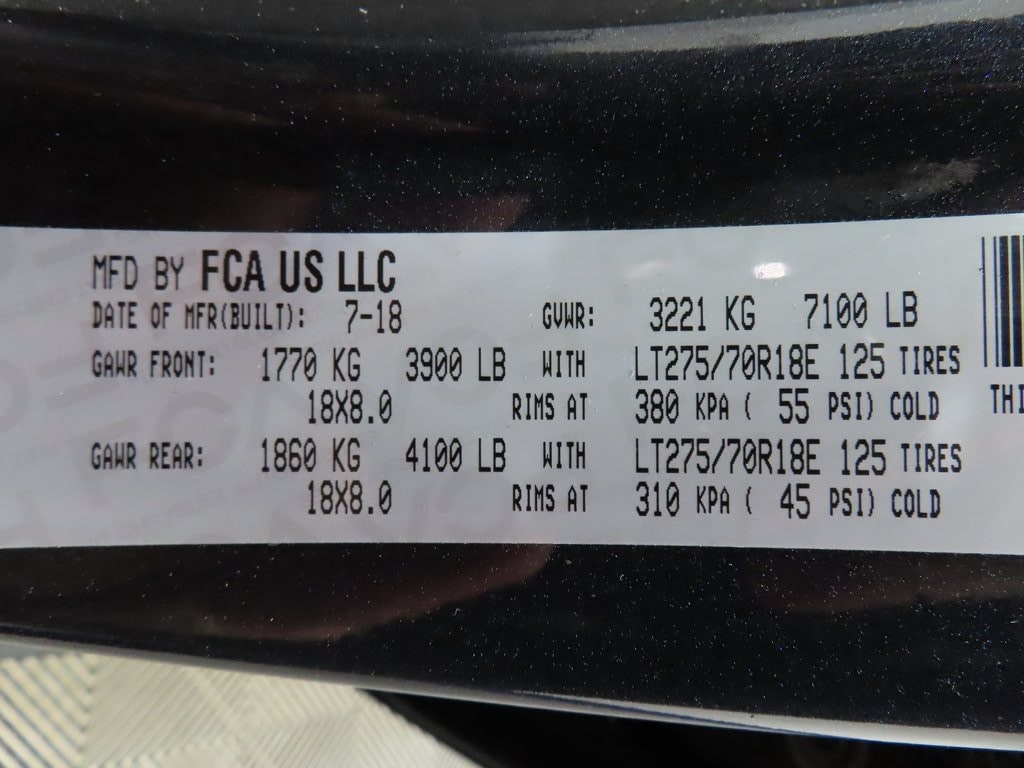 MFD BY FCA US LLC
DATE OF MFR(BUILT): 7-18 GVWR: 3221 KG 7100 LB
GAWR FRONT: 1770 KG 3900 LB WITH LT275/70R18E 125 TIRES
18X8.0 RIMS AT 380 KPA ( 55 PSI) COLD
THI
GAWR REAR: 1860 KG 4100 LB WITH LT275/70R18E 125 TIRES
18X8.0 RIMS AT 310 KPA ( 45 PSI) COLD